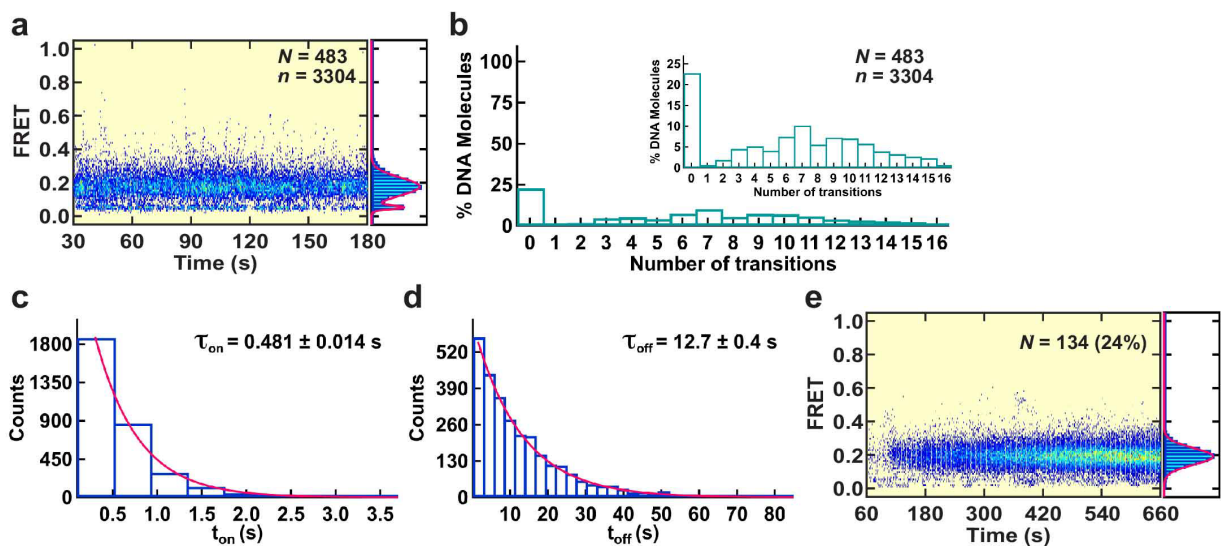 a
N = 483
n = 3304
FRET
1.0
0.8
0.6
0.4
0.2
0.0
30 60 90 120 150 180
Time (s)
b
N = 483
n = 3304
% DNA Molecules
100
75
50
25
0
0 1 2 3 4 5 6 7 8 9 10 11 12 13 14 15 16
Number of transitions
% DNA Molecules
25
20
15
10
5
0
0 1 2 3 4 5 6 7 8 9 10 11 12 13 14 15 16
Number of transitions
c
τon = 0.481 ± 0.014 s
Counts
1800
1350
900
450
0
0.5 1.0 1.5 2.0 2.5 3.0 3.5
ton (s)
d
τoff = 12.7 ± 0.4 s
Counts
520
390
260
130
0
10 20 30 40 50 60 70 80
toff (s)
e
N = 134 (24%)
FRET
1.0
0.8
0.6
0.4
0.2
0.0
60 180 300 420 540 660
Time (s)